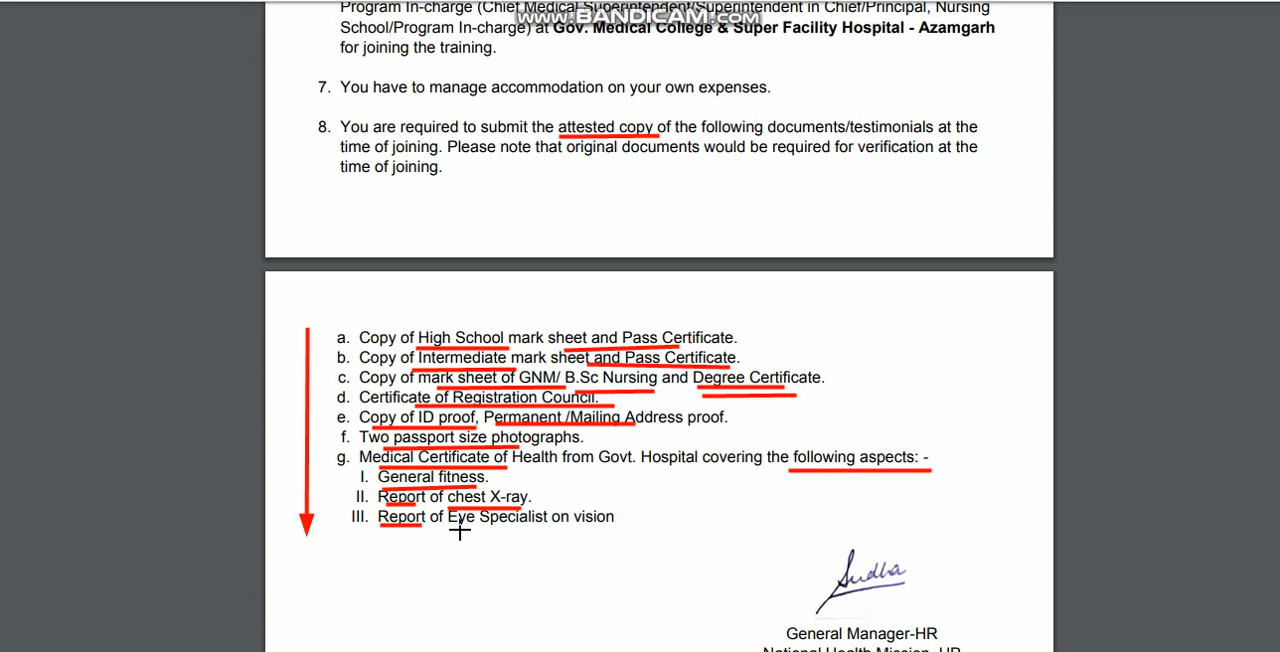 Program In-charge (Chief Medical Superintendent/Superintendent in Chief/Principal, Nursing
www.BANDICAM.com
School/Program In-charge) at Gov. Medical College & Super Facility Hospital - Azamgarh
for joining the training.
7. You have to manage accommodation on your own expenses.
8. You are required to submit the attested copy of the following documents/testimonials at the
time of joining. Please note that original documents would be required for verification at the
time of joining.
a. Copy of High School mark sheet and Pass Certificate.
b. Copy of Intermediate mark sheet and Pass Certificate.
c. Copy of mark sheet of GNM/ B.Sc Nursing and Degree Certificate.
d. Certificate of Registration Council.
e. Copy of ID proof, Permanent /Mailing Address proof.
f. Two passport size photographs.
g. Medical Certificate of Health from Govt. Hospital covering the following aspects: -
I. General fitness.
II. Report of chest X-ray.
III. Report of Eye Specialist on vision
Sudha
General Manager-HR
National Health Mission, UP